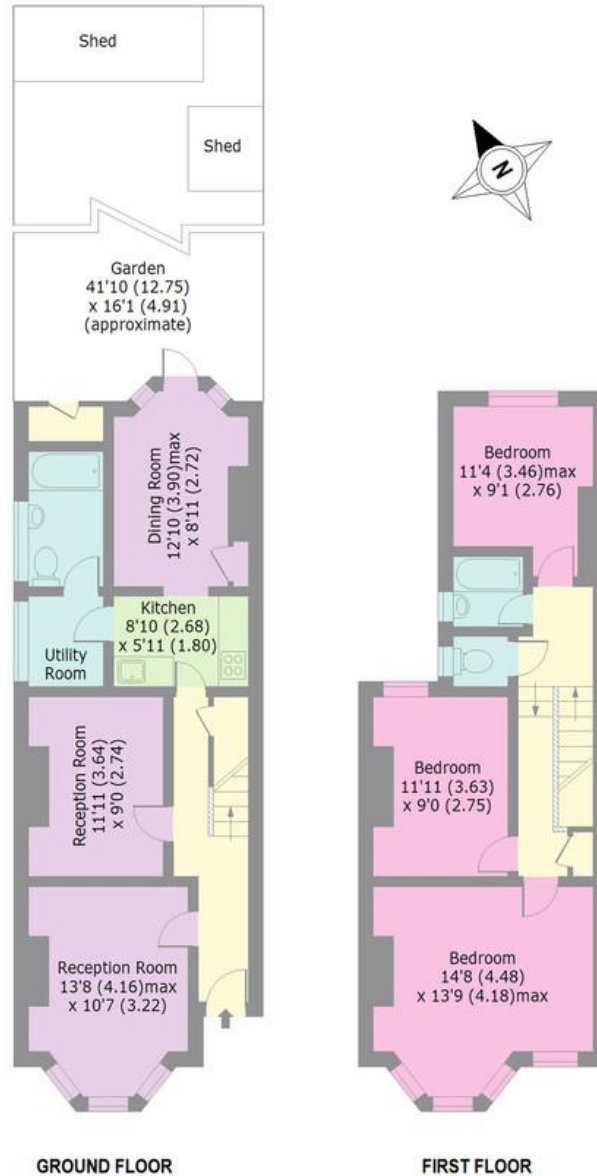 Shed
Shed
N
Garden
41'10 (12.75)
x 16'1 (4.91)
(approximate)
Dining Room
12'10 (3.90)max
x 8'11 (2.72)
Kitchen
8'10 (2.68)
x 5'11 (1.80)
Utility
Room
Reception Room
11'11 (3.64)
x 9'0 (2.74)
Reception Room
13'8 (4.16)max
x 10'7 (3.22)
GROUND FLOOR
Bedroom
11'4 (3.46)max
x 9'1 (2.76)
Bedroom
11'11 (3.63)
x 9'0 (2.75)
Bedroom
14'8 (4.48)
x 13'9 (4.18)max
FIRST FLOOR